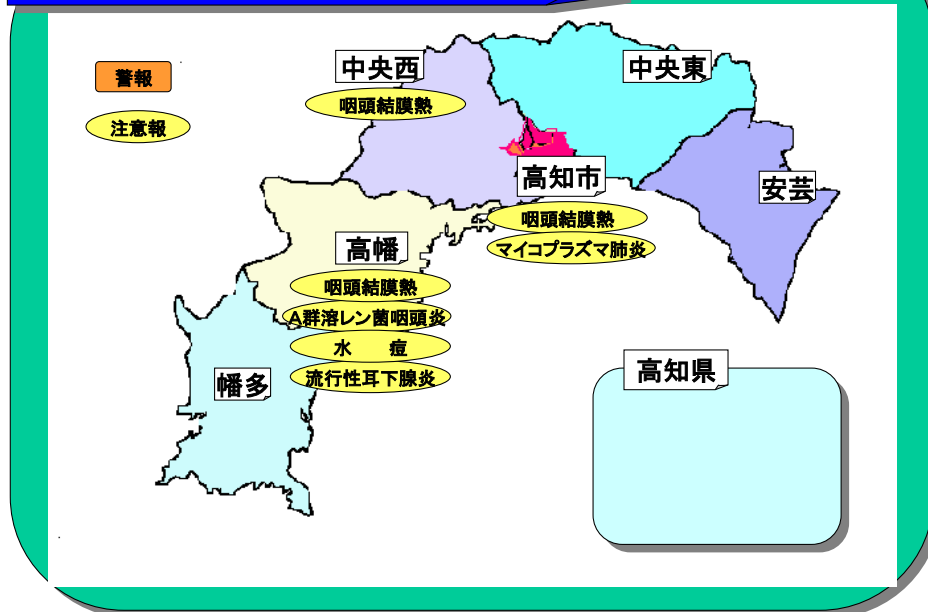 警報
注意報
中央西
咽頭結膜熱
中央東
高知市
咽頭結膜熱
マイコプラズマ肺炎
安芸
高幡
咽頭結膜熱
A群溶レン菌咽頭炎
水　痘
流行性耳下腺炎
幡多
高知県